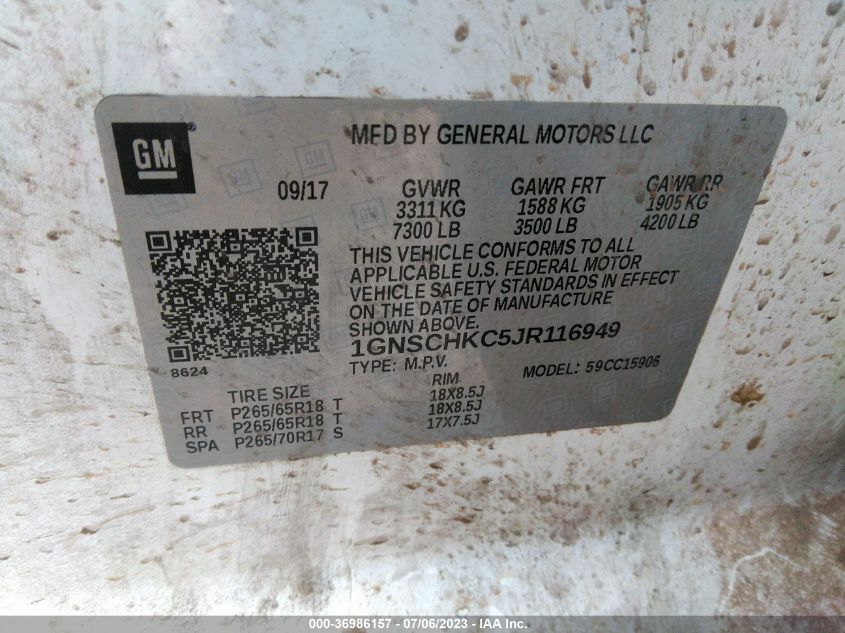 GM
MFD BY GENERAL MOTORS LLC
09/17 GVWR GAWR FRT GAWR RR
3311 KG 1588 KG 1905 KG
7300 LB 3500 LB 4200 LB
THIS VEHICLE CONFORMS TO ALL
APPLICABLE U.S. FEDERAL MOTOR
VEHICLE SAFETY STANDARDS IN EFFECT
ON THE DATE OF MANUFACTURE
SHOWN ABOVE.
1GNSCHKC5JR116949
8624
TYPE: M.P.V. MODEL: 59CC15906
TIRE SIZE RIM
FRT P265/65R18 T 18X8.5J
RR P265/65R18 T 18X8.5J
SPA P265/70R17 S 17X7.5J
000-36986157 - 07/06/2023 - IAA Inc.